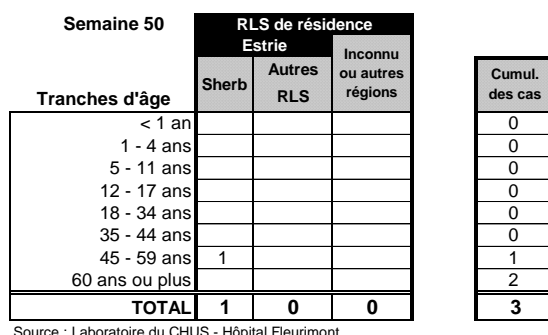 Semaine 50 RLS de résidence
Estrie Inconnu ou autres régions
Tranches d'âge Sherb Autres RLS Cumul. des cas
< 1 an 0
1 - 4 ans 0
5 - 11 ans 0
12 - 17 ans 0
18 - 34 ans 0
35 - 44 ans 0
45 - 59 ans 1 1
60 ans ou plus 2
TOTAL 1 0 0 3
Source : Laboratoire du CHUS - Hôpital Fleurimont